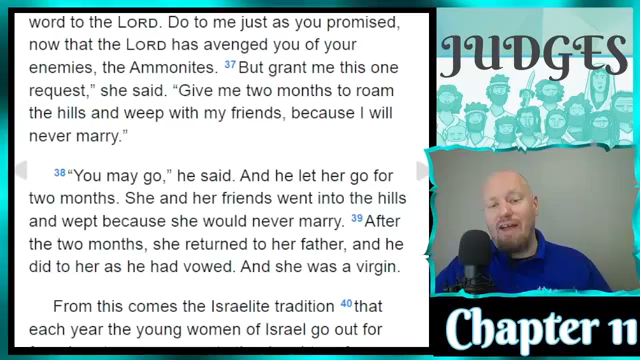 word to the LORD. Do to me just as you promised,
now that the LORD has avenged you of your
enemies, the Ammonites. 37 But grant me this one
request,” she said. “Give me two months to roam
the hills and weep with my friends, because I will
never marry.”
38 “You may go,” he said. And he let her go for
two months. She and her friends went into the hills
and wept because she would never marry. 39 After
the two months, she returned to her father, and he
did to her as he had vowed. And she was a virgin.
From this comes the Israelite tradition 40 that
each year the young women of Israel go out for
JUDGES
Chapter 11